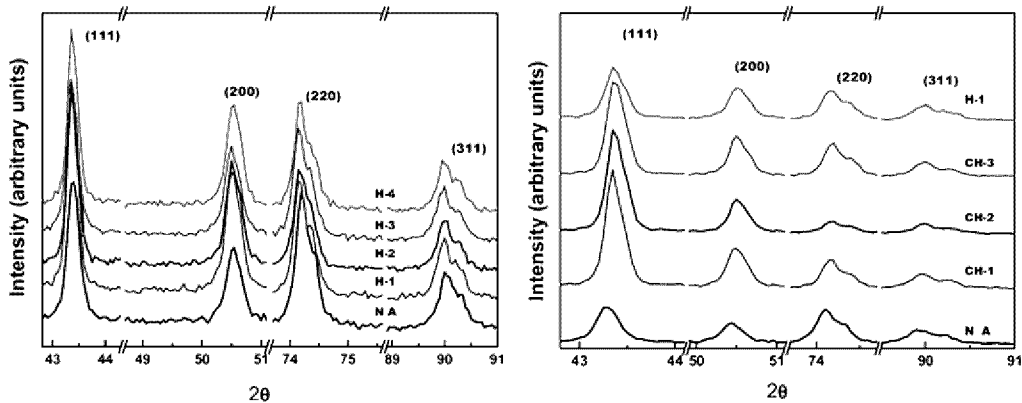 (111)
(200)
(220)
(311)
H-4
H-3
H-2
H-1
N A
Intensity (arbitrary units)
43 44 49 50 51 74 75 89 90 91
2θ
(111)
(200)
(220)
(311)
H-1
CH-3
CH-2
CH-1
N A
Intensity (arbitrary units)
43 44 50 51 74 90 91
2θ